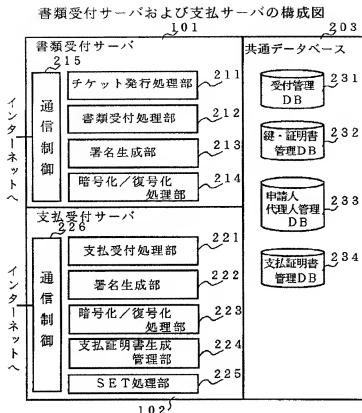 書類受付サーバおよび支払サーバの構成図
101
203
書類受付サーバ
215
通信制御
インターネットへ
チケット発行処理部
211
書類受付処理部
212
署名生成部
213
暗号化/復号化
処理部
214
支払受付サーバ
226
通信制御
インターネットへ
支払受付処理部
221
署名生成部
222
暗号化/復号化
処理部
223
支払証明書生成
管理部
224
SET処理部
225
102
共通データベース
受付管理
DB
231
鍵・証明書
管理DB
232
申請人
代理人管理
DB
233
支払証明書
管理DB
234